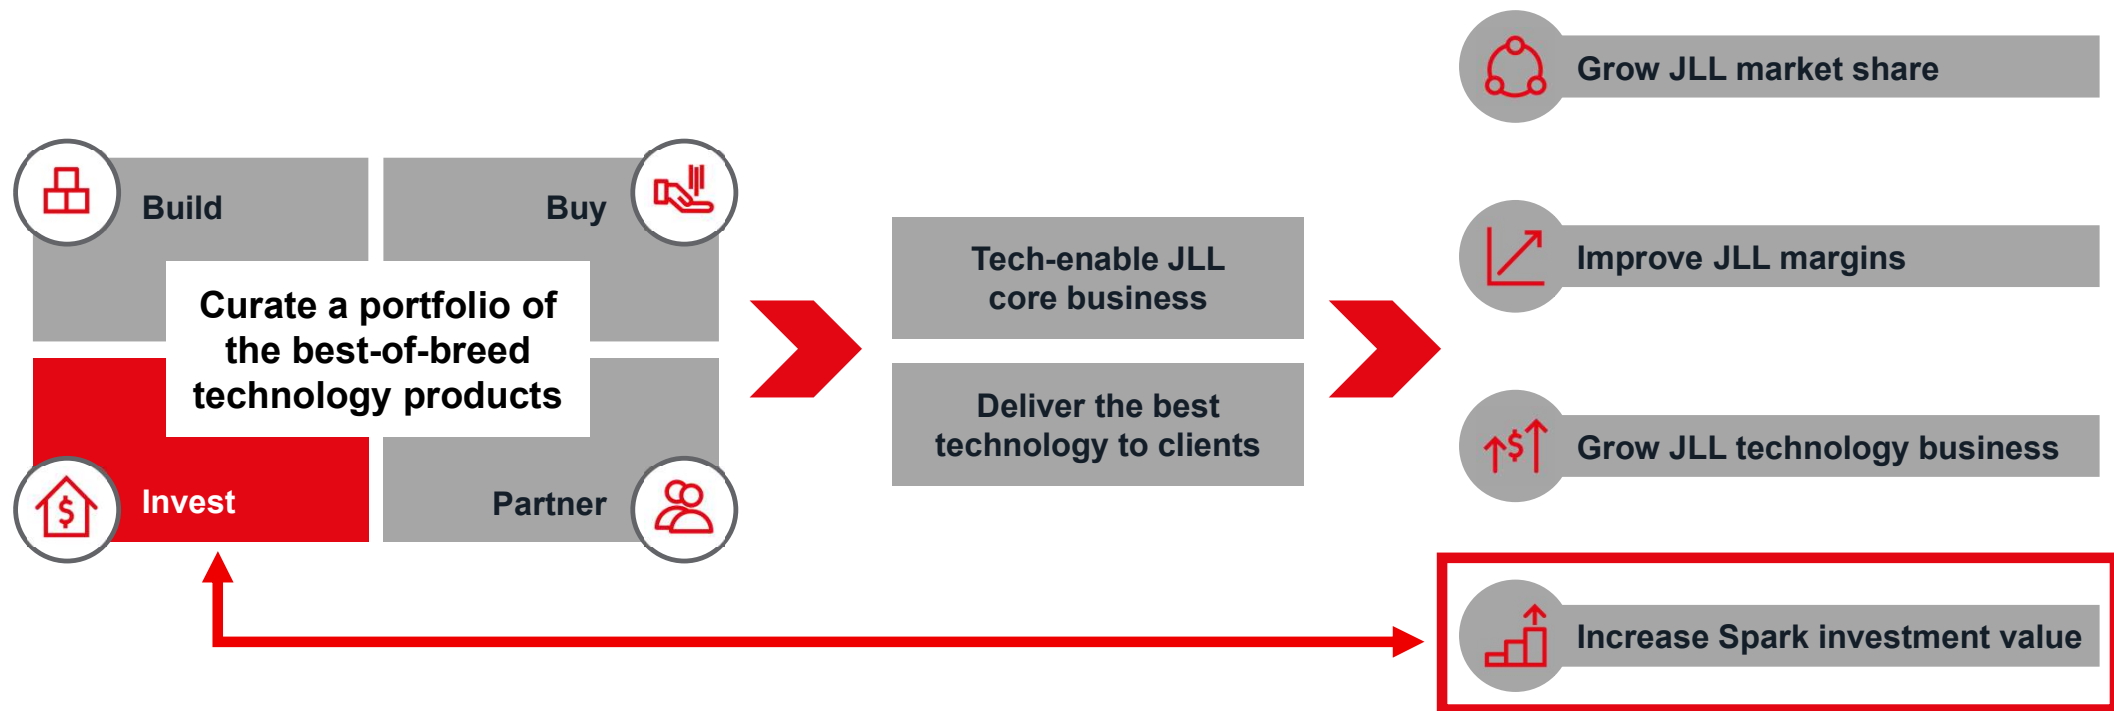 Build
Buy
Curate a portfolio of
the best-of-breed
technology products
Invest
Partner
Tech-enable JLL
core business
Deliver the best
technology to clients
Grow JLL market share
Improve JLL margins
Grow JLL technology business
Increase Spark investment value